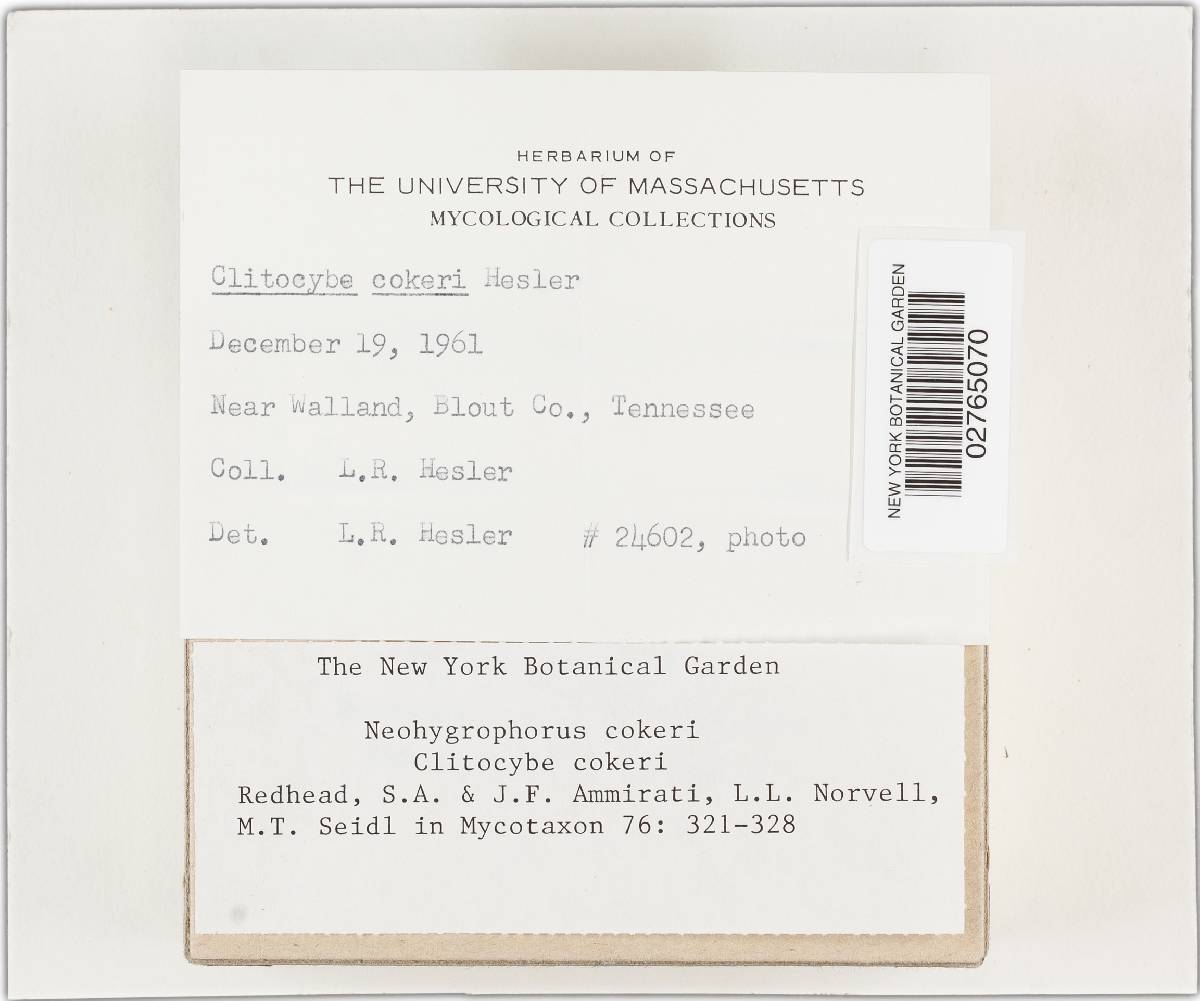 HERBARIUM OF
THE UNIVERSITY OF MASSACHUSETTS
MYCOLOGICAL COLLECTIONS
Clitocybe cokeri Hesler
December 19, 1961
Near Walland, Blout Co., Tennessee
Coll. L.R. Hesler
Det. L.R. Hesler # 24602, photo
NEW YORK BOTANICAL GARDEN
02765070
The New York Botanical Garden
Neohygrophorus cokeri
Clitocybe cokeri
Redhead, S.A. & J.F. Ammirati, L.L. Norvell,
M.T. Seidl in Mycotaxon 76: 321-328